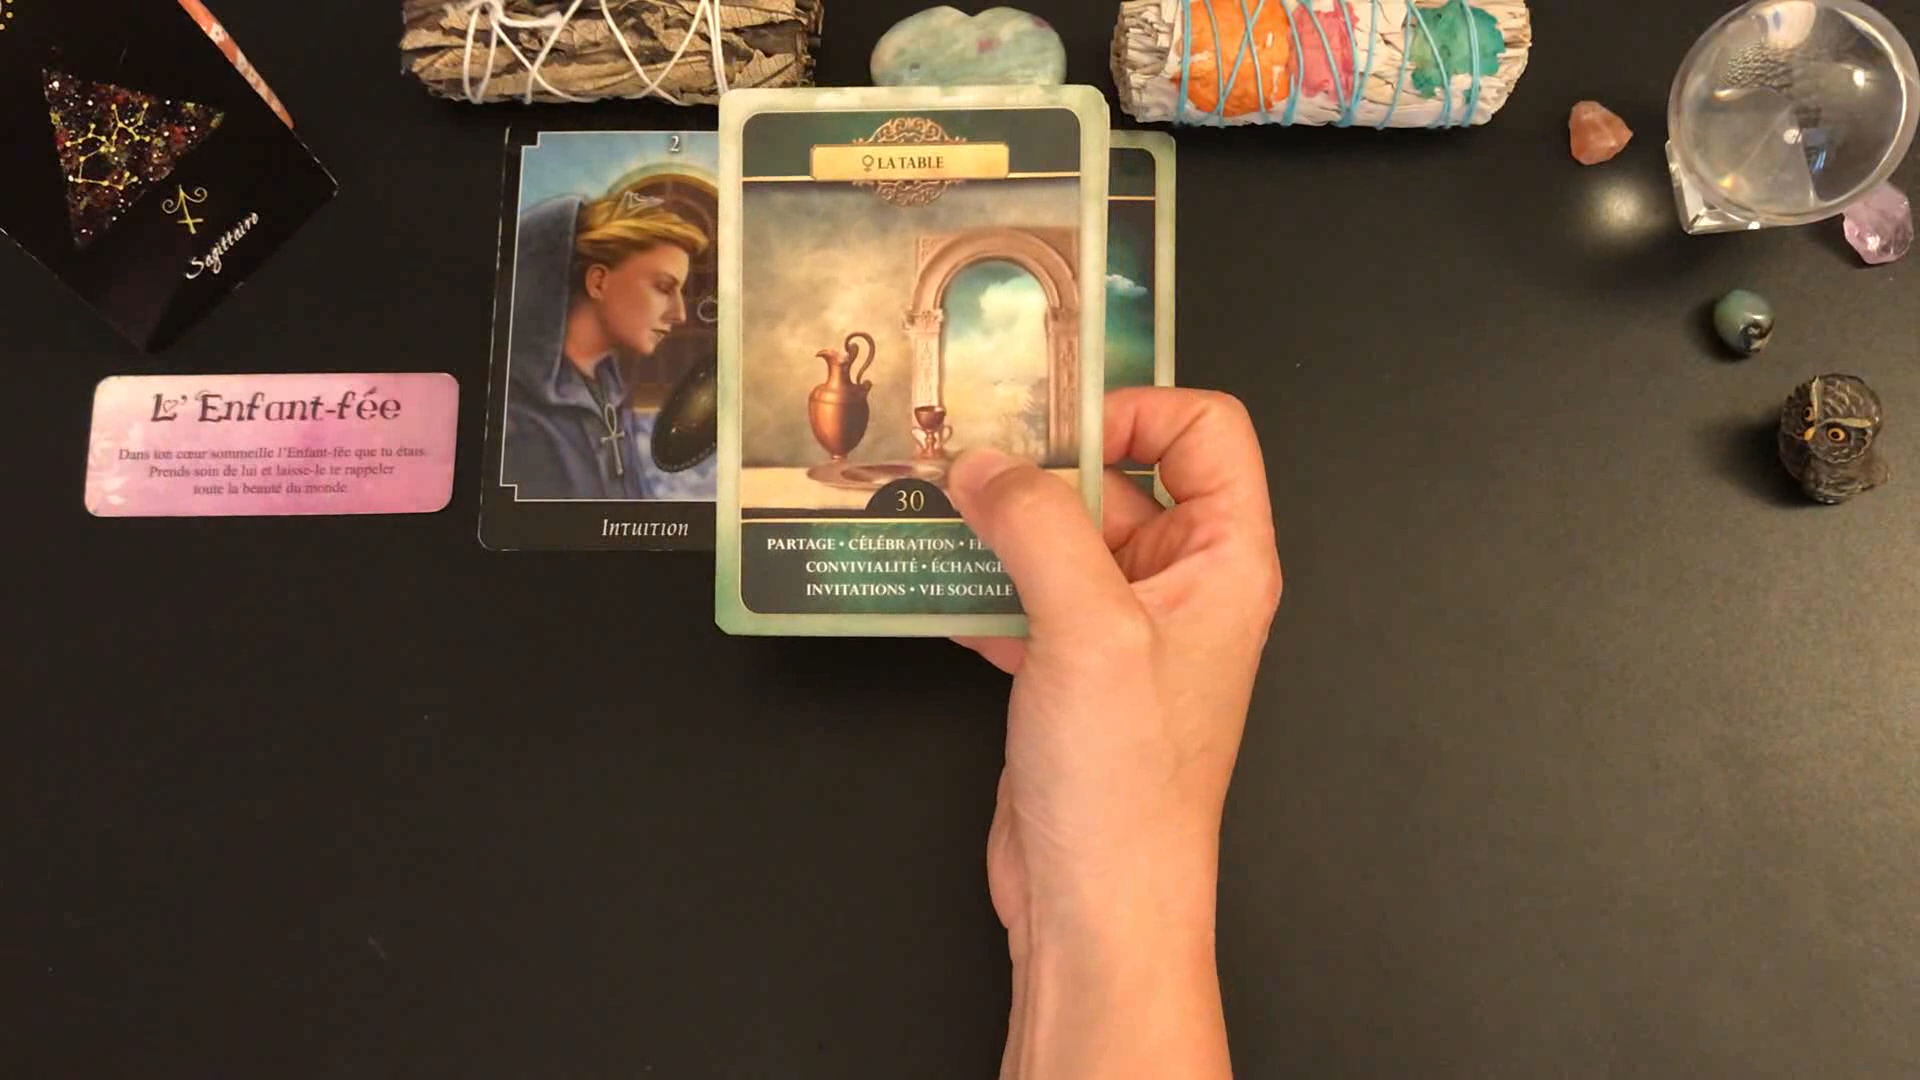 Sagittaire
L' Enfant-fée
Dans ton cœur sommeille l'Enfant-fée que tu étais.
Prends soin de lui et laisse-le te rappeler
toute la beauté du monde
2
INTUITION
♀ LA TABLE
30
PARTAGE • CÉLÉBRATION •
CONVIVIALITÉ • ÉCHANGE
INVITATIONS • VIE SOCIALE